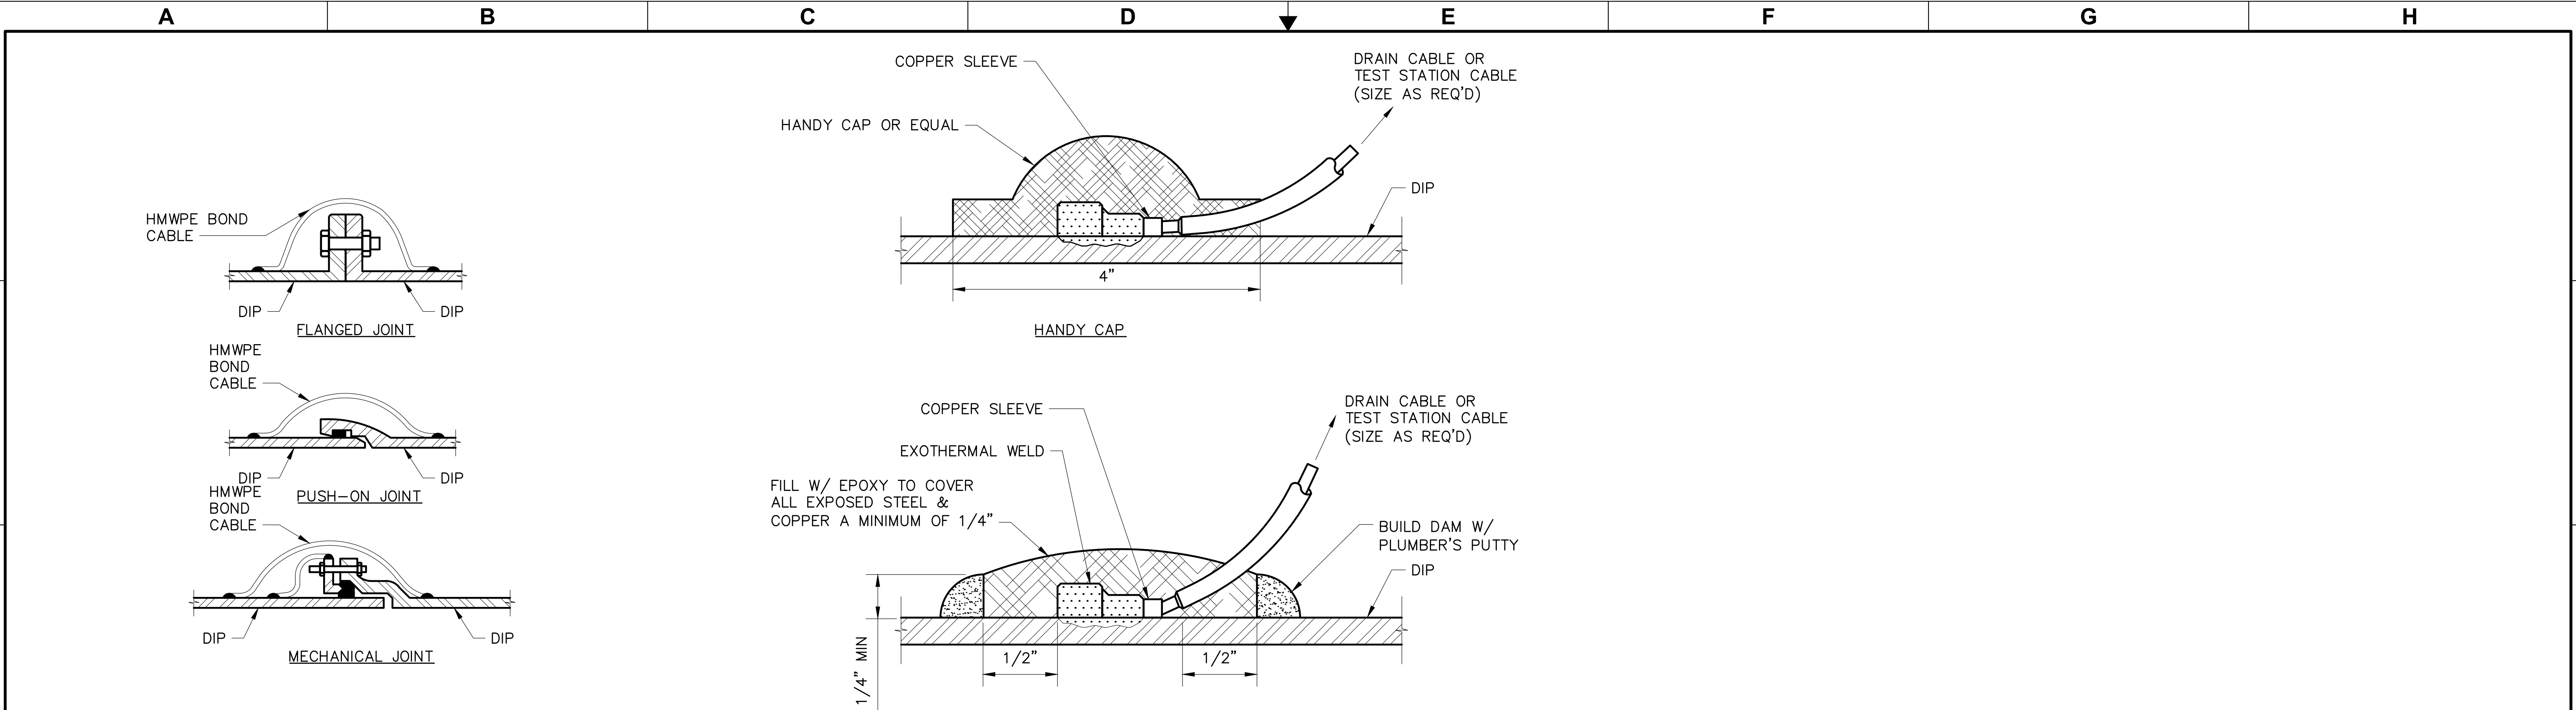 A
B
C
D
E
F
G
H
HMWPE BOND
CABLE
DIP
DIP
FLANGED JOINT
HMWPE
BOND
CABLE
DIP
DIP
PUSH-ON JOINT
HMWPE
BOND
CABLE
DIP
DIP
MECHANICAL JOINT
COPPER SLEEVE
HANDY CAP OR EQUAL
DRAIN CABLE OR
TEST STATION CABLE
(SIZE AS REQ'D)
DIP
4"
HANDY CAP
COPPER SLEEVE
EXOTHERMAL WELD
FILL W/ EPOXY TO COVER
ALL EXPOSED STEEL &
COPPER A MINIMUM OF 1/4"
DRAIN CABLE OR
TEST STATION CABLE
(SIZE AS REQ'D)
BUILD DAM W/
PLUMBER'S PUTTY
DIP
1/4" MIN
1/2"
1/2"